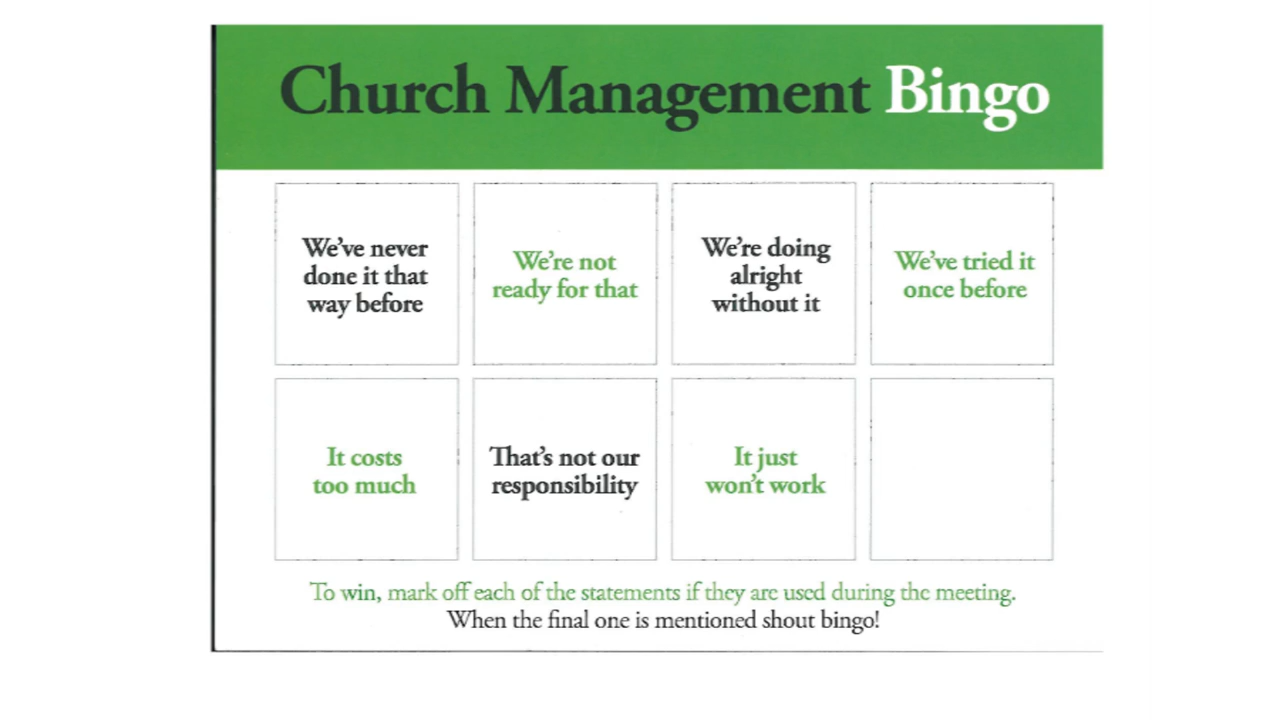 Church Management Bingo
We've never
done it that
way before
We're not
ready for that
We're doing
alright
without it
We've tried it
once before
It costs
too much
That's not our
responsibility
It just
won't work
To win, mark off each of the statements if they are used during the meeting.
When the final one is mentioned shout bingo!